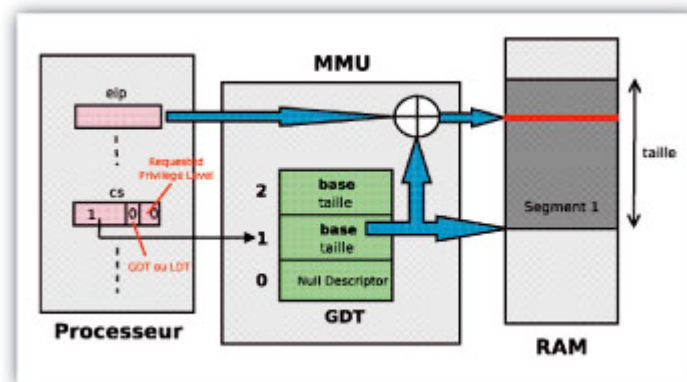 MMU
eip
Requested
Privilege Level
cs
1 0 0
GDT ou LDT
Processeur
2
base
taille
1
base
taille
0
Null Descriptor
GDT
taille
Segment 1
RAM